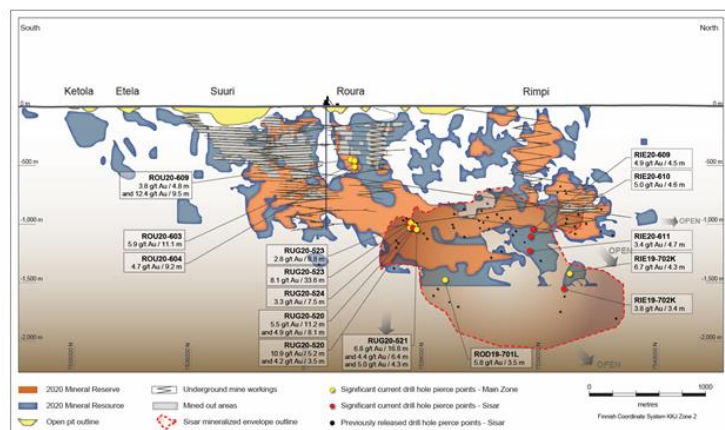 South
North
Ketola
Etela
Suuri
Roura
Rimpi
0 m
0 m
-500 m
-500 m
-1,000 m
-1,000 m
-1,500 m
-1,500 m
-2,000 m
-2,000 m
ROU20-609
3.8 g/t Au / 4.8 m
and 12.4 g/t Au / 9.5 m
ROU20-603
5.9 g/t Au / 11.1 m
ROU20-604
4.7 g/t Au / 9.2 m
RUG20-523
2.8 g/t Au / 8.8 m
RUG20-523
8.1 g/t Au / 33.6 m
RUG20-524
3.3 g/t Au / 7.5 m
RUG20-520
5.5 g/t Au / 11.2 m
and 4.9 g/t Au / 8.1 m
RUG20-520
10.9 g/t Au / 5.2 m
and 4.2 g/t Au / 3.5 m
RUG20-521
6.8 g/t Au / 16.8 m
and 4.4 g/t Au / 6.4 m
and 5.0 g/t Au / 4.3 m
ROD19-701L
5.8 g/t Au / 3.5 m
RIE20-609
4.9 g/t Au / 4.5 m
RIE20-610
5.0 g/t Au / 4.6 m
OPEN
RIE20-611
3.4 g/t Au / 4.7 m
OPEN
RIE19-702K
6.7 g/t Au / 4.3 m
RIE19-702K
3.8 g/t Au / 3.4 m
OPEN
OPEN
2020 Mineral Reserve
2020 Mineral Resource
Open pit outline
Underground mine workings
Mined out areas
Sisar mineralized envelope outline
Significant current drill hole pierce points - Main Zone
Significant current drill hole pierce points - Sisar
Previously released drill hole pierce points - Sisar
0
1000
metres
Finnish Coordinate System KKJ Zone 2